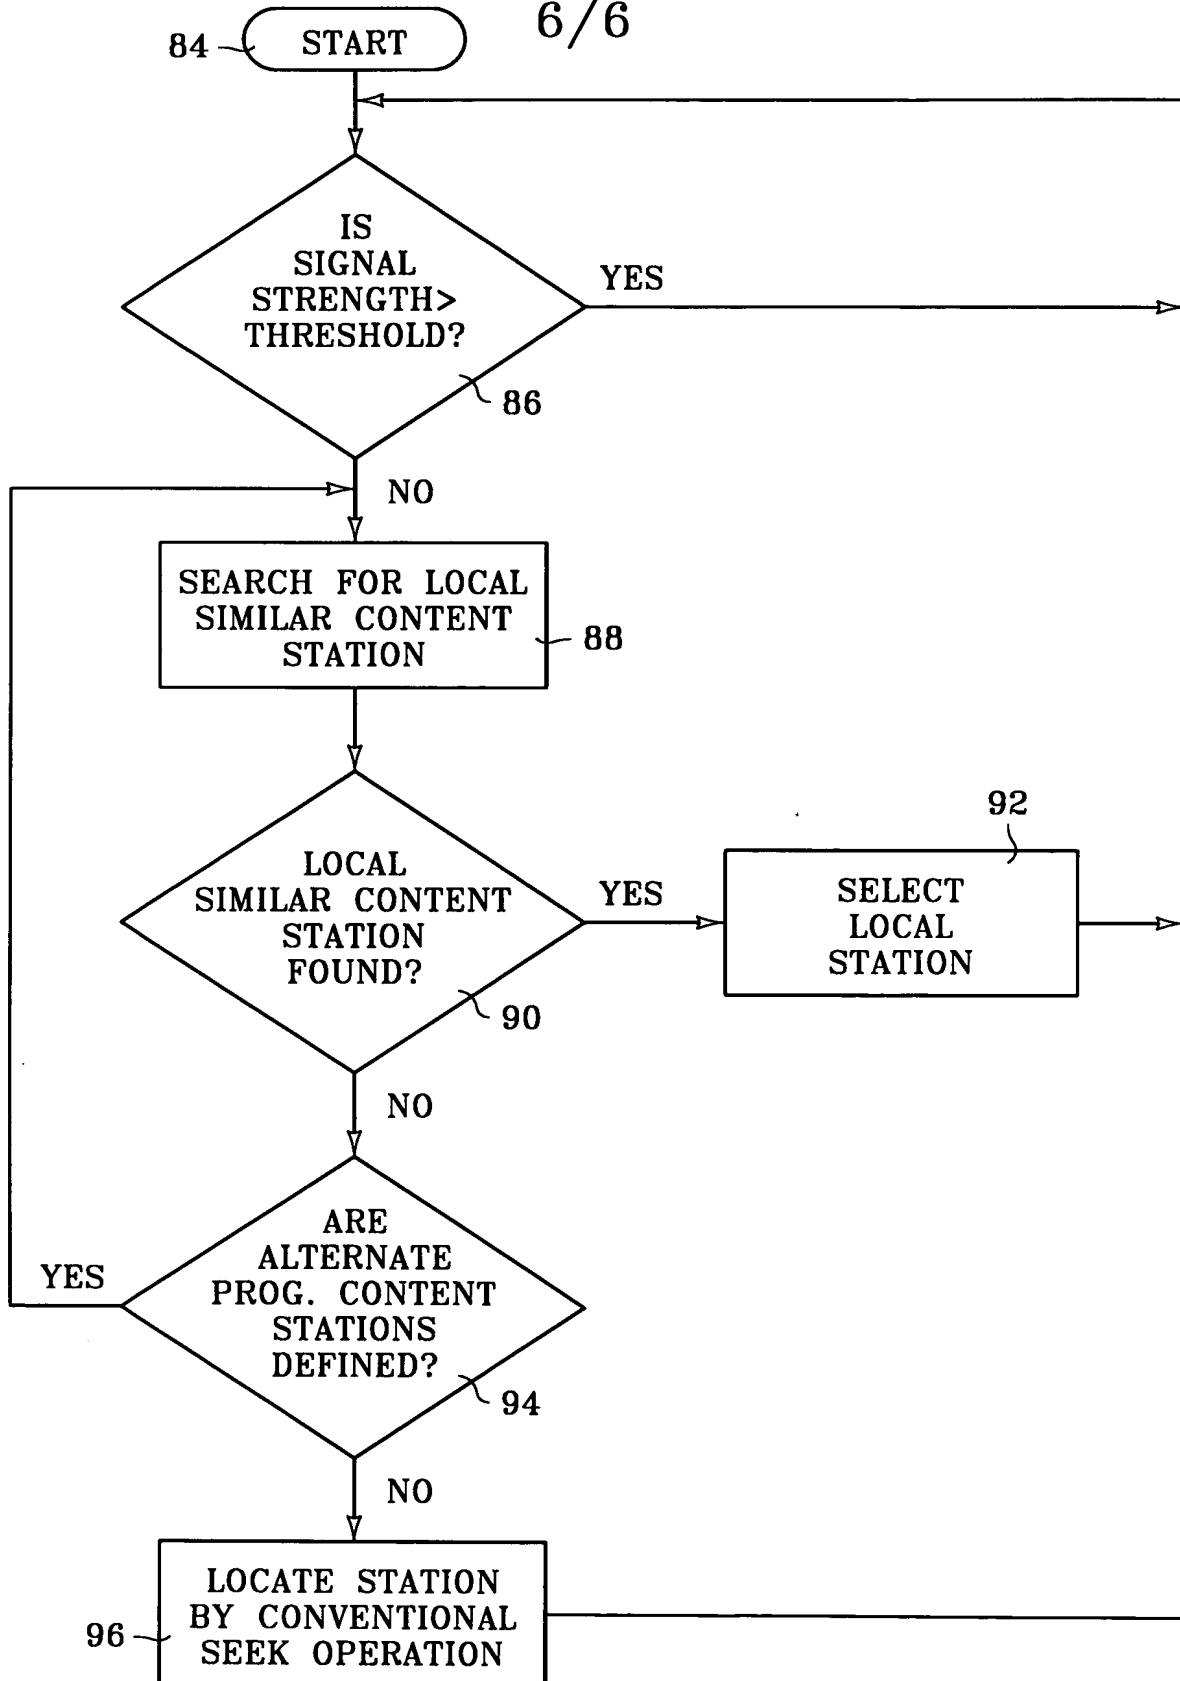 6/6
84
START
IS
SIGNAL
STRENGTH>
THRESHOLD?
YES
86
NO
SEARCH FOR LOCAL
SIMILAR CONTENT
STATION
88
LOCAL
SIMILAR CONTENT
STATION
FOUND?
YES
90
92
SELECT
LOCAL
STATION
NO
ARE
ALTERNATE
PROG. CONTENT
STATIONS
DEFINED?
YES
94
NO
LOCATE STATION
BY CONVENTIONAL
SEEK OPERATION
96